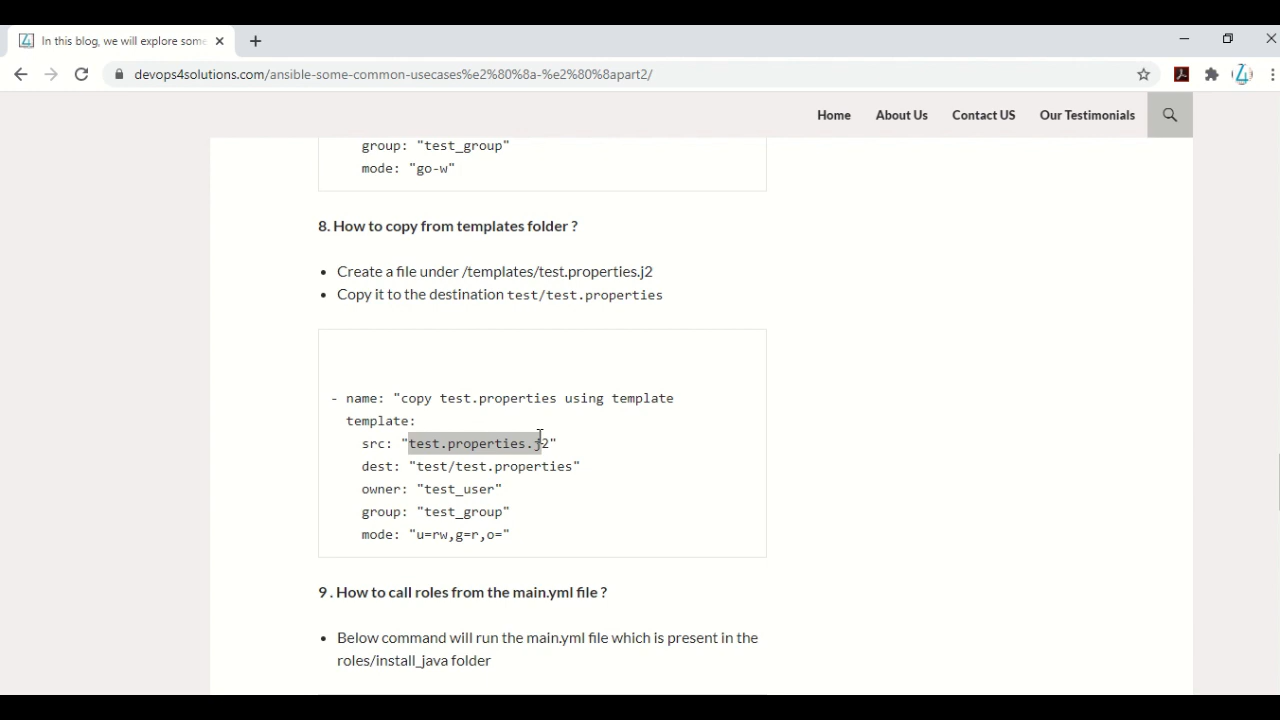 In this blog, we will explore some
devops4solutions.com/ansible-some-common-usecases%e2%80%8a-%e2%80%8apart2/
Home About Us Contact US Our Testimonials
group: "test_group"
mode: "go-w"
8. How to copy from templates folder ?
• Create a file under /templates/test.properties.j2
• Copy it to the destination test/test.properties
- name: "copy test.properties using template
template:
src: "test.properties.j2"
dest: "test/test.properties"
owner: "test_user"
group: "test_group"
mode: "u=rw,g=r,o="
9 . How to call roles from the main.yml file ?
• Below command will run the main.yml file which is present in the
roles/install_java folder